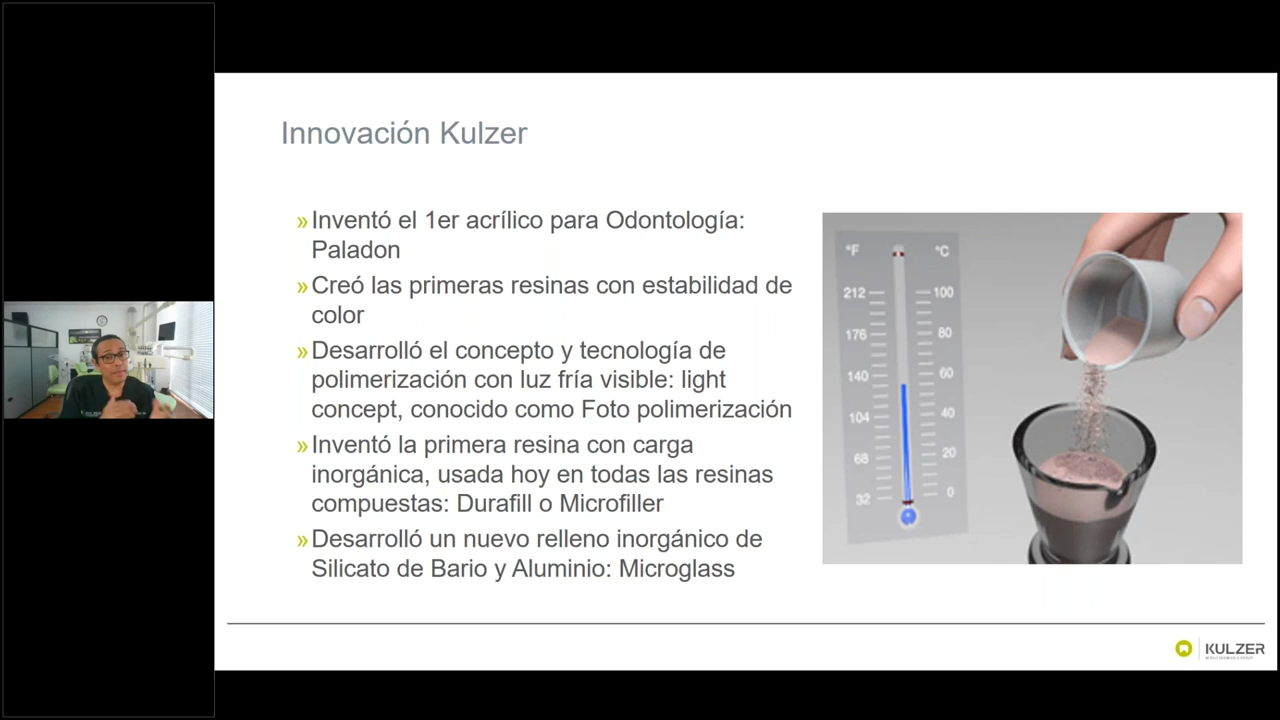 Innovación Kulzer
» Inventó el 1er acrílico para Odontología:
Paladon
» Creó las primeras resinas con estabilidad de
color
» Desarrolló el concepto y tecnología de
polimerización con luz fría visible: light
concept, conocido como Foto polimerización
» Inventó la primera resina con carga
inorgánica, usada hoy en todas las resinas
compuestas: Durafill o Microfiller
» Desarrolló un nuevo relleno inorgánico de
Silicato de Bario y Aluminio: Microglass
°F °C
212 100
176 80
140 60
104 40
68 20
32 0
KULZER
MITSUI CHEMICALS GROUP